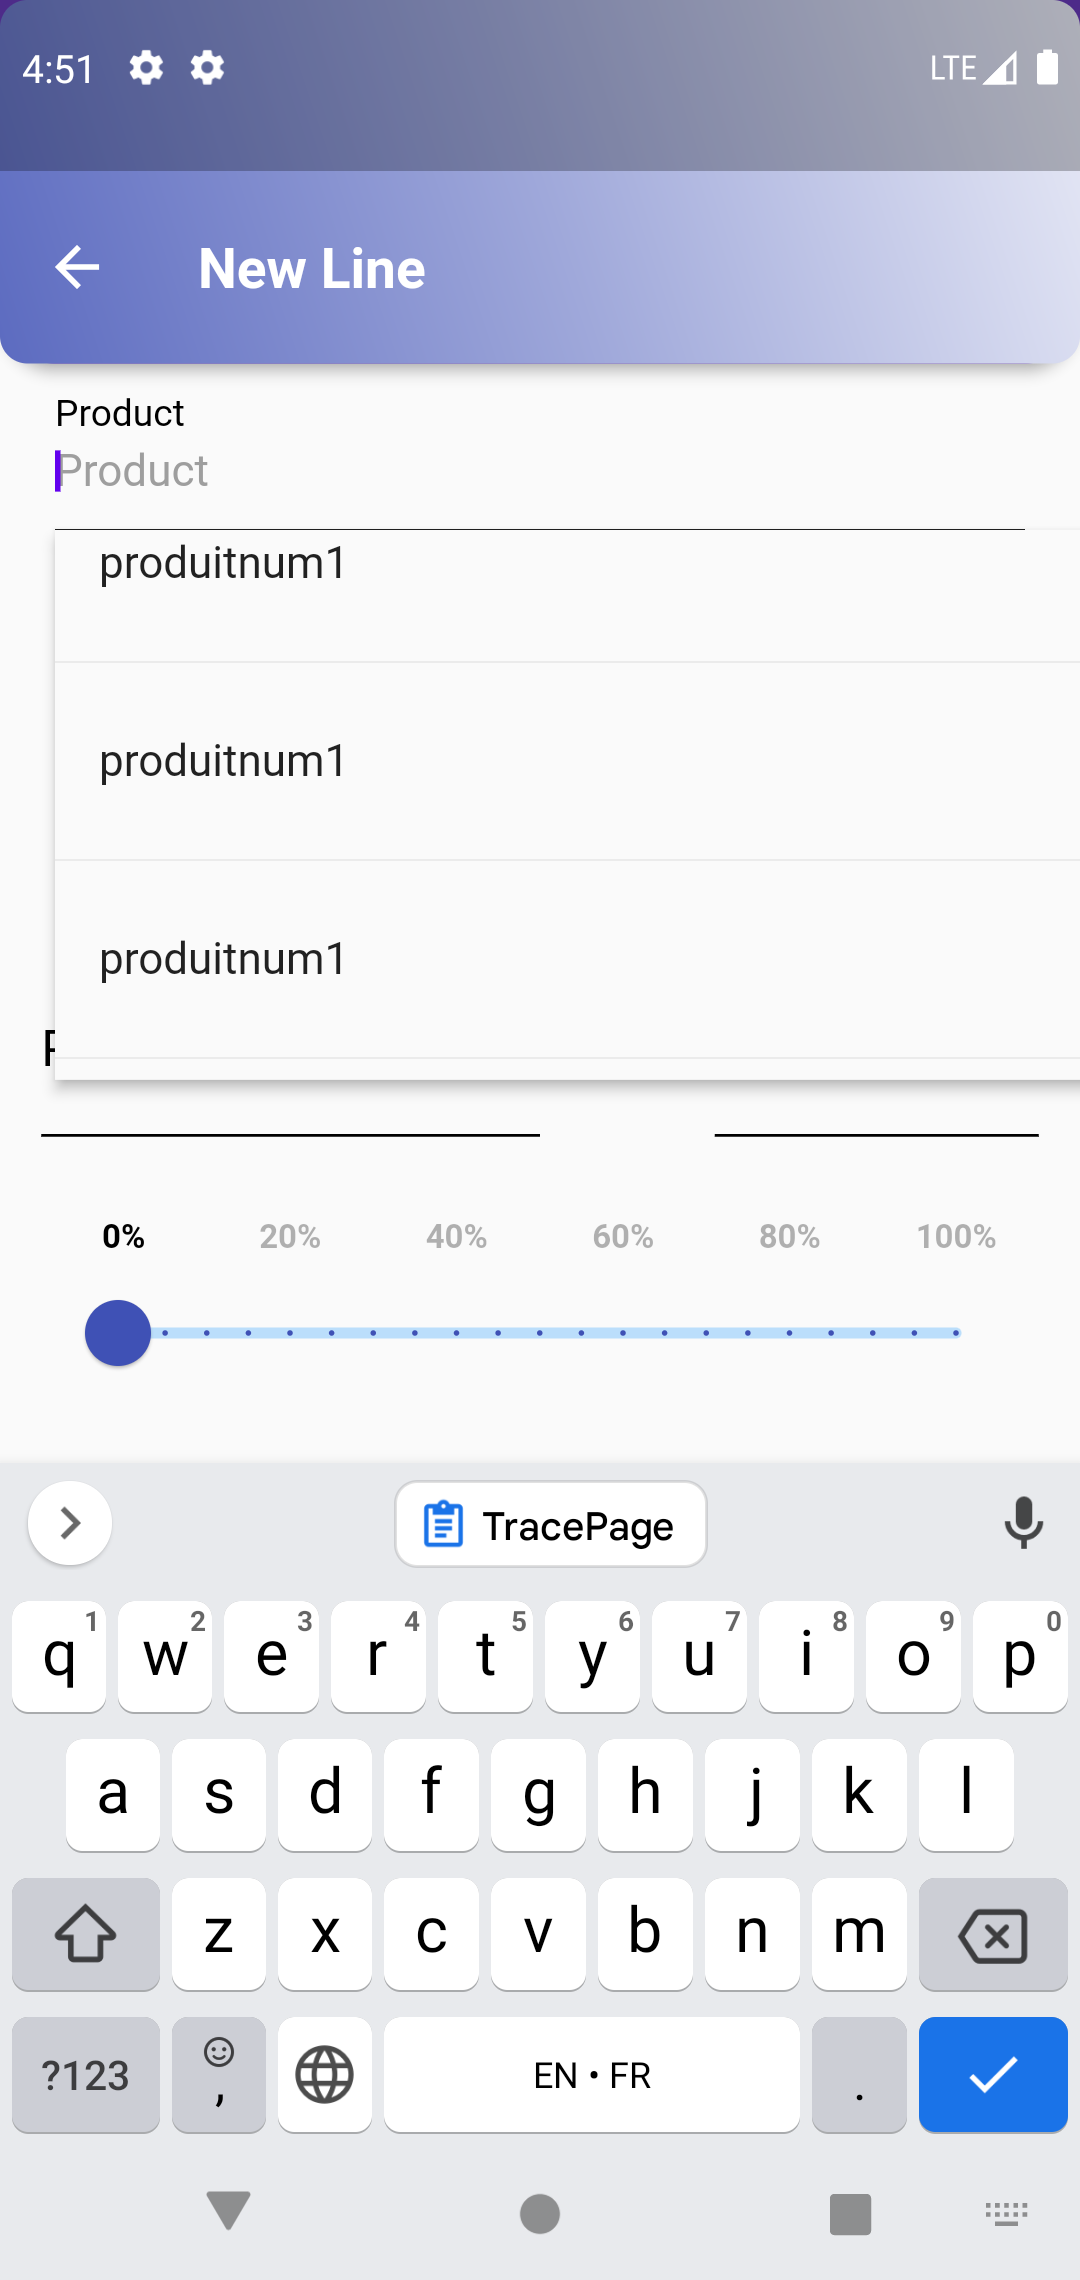 4:51
LTE
New Line
Product
Product
produitnum1
produitnum1
produitnum1
0% 20% 40% 60% 80% 100%
TracePage
1 2 3 4 5 6 7 8 9 0
q w e r t y u i o p
a s d f g h j k l
z x c v b n m
?123 , EN • FR .